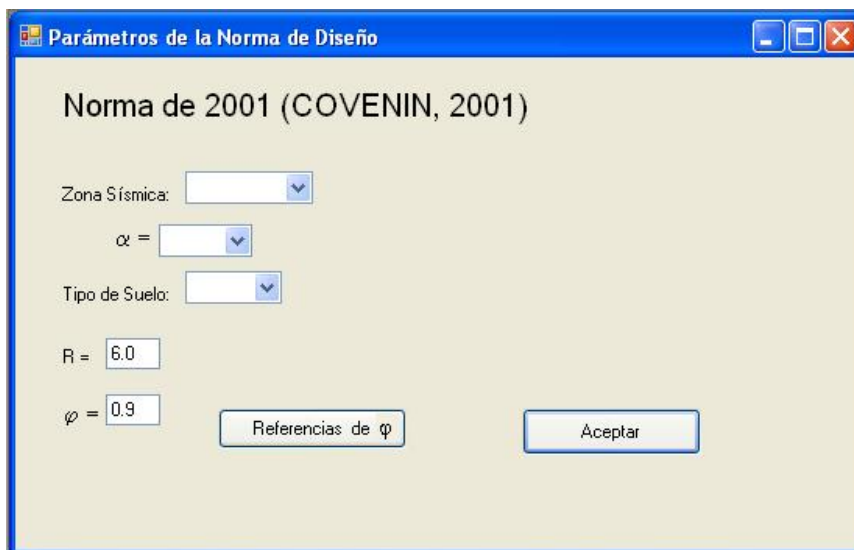 Parámetros de la Norma de Diseño
Norma de 2001 (COVENIN, 2001)
Zona Sísmica:
α =
Tipo de Suelo:
R = 6.0
φ = 0.9
Referencias de φ
Aceptar